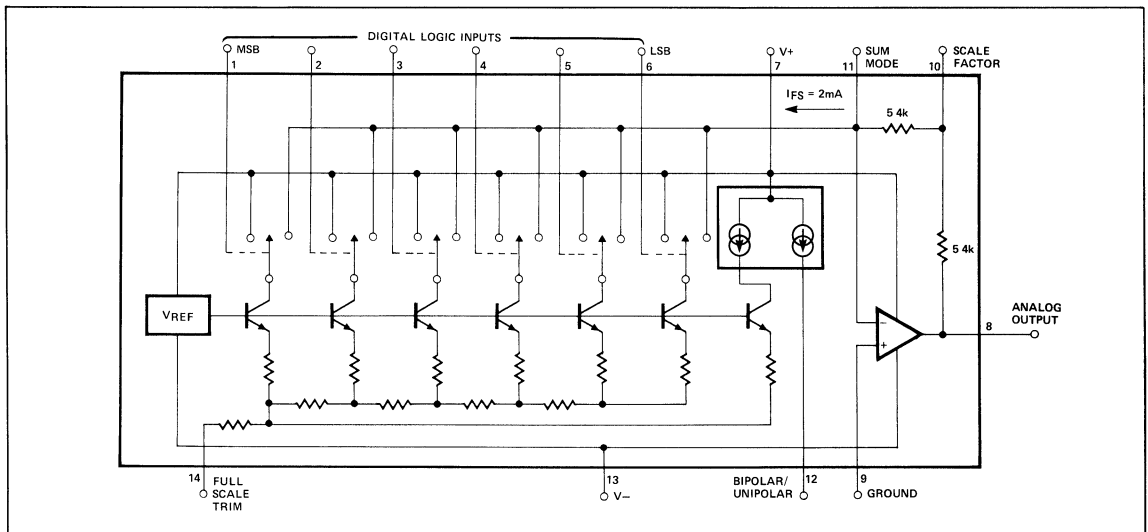 DIGITAL LOGIC INPUTS
MSB
LSB
V+
SUM MODE
SCALE FACTOR
1
2
3
4
5
6
7
11
10
IFS = 2mA
5 4k
5 4k
VREF
−
+
8
ANALOG OUTPUT
14
FULL SCALE TRIM
13
V−
BIPOLAR/ UNIPOLAR
12
9
GROUND